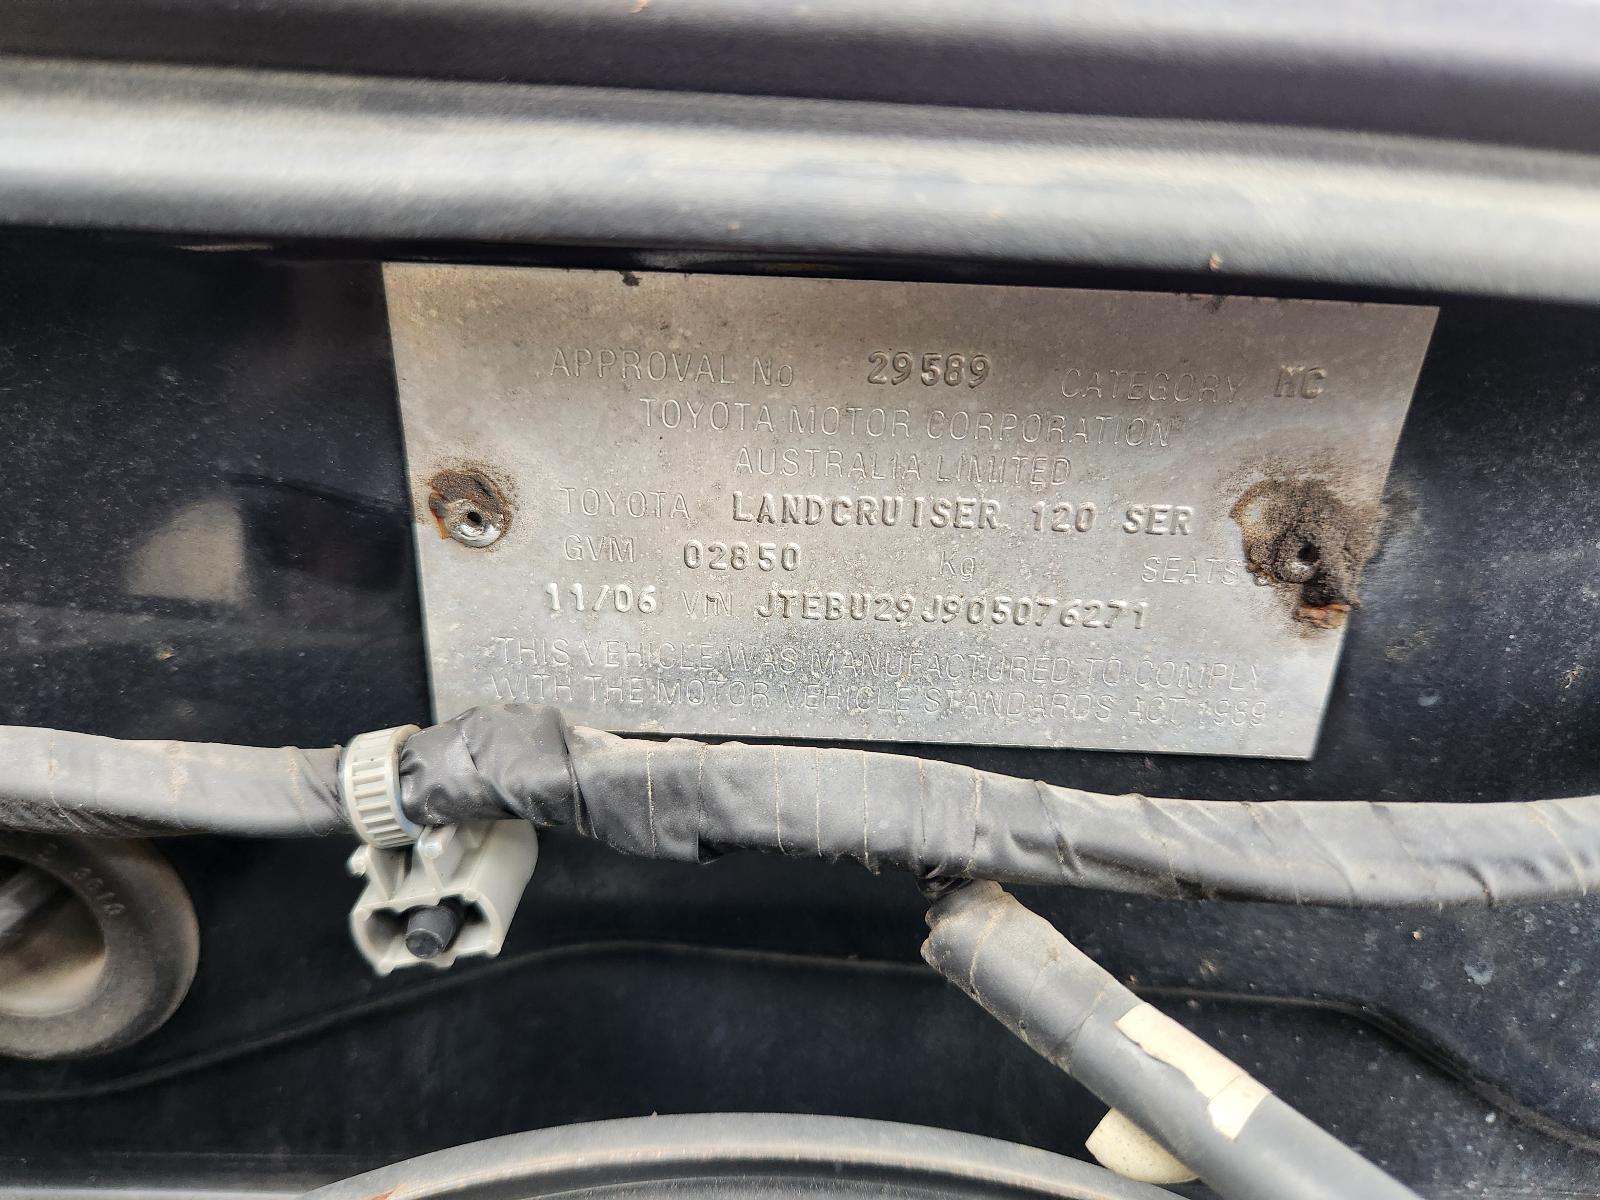 APPROVAL No 29589 CATEGORY MC
TOYOTA MOTOR CORPORATION
AUSTRALIA LIMITED
TOYOTA LANDCRUISER 120 SER
GVM 02850 Kg SEATS
11/06 VIN JTEBU29J905076271
THIS VEHICLE WAS MANUFACTURED TO COMPLY
WITH THE MOTOR VEHICLE STANDARDS ACT 1989